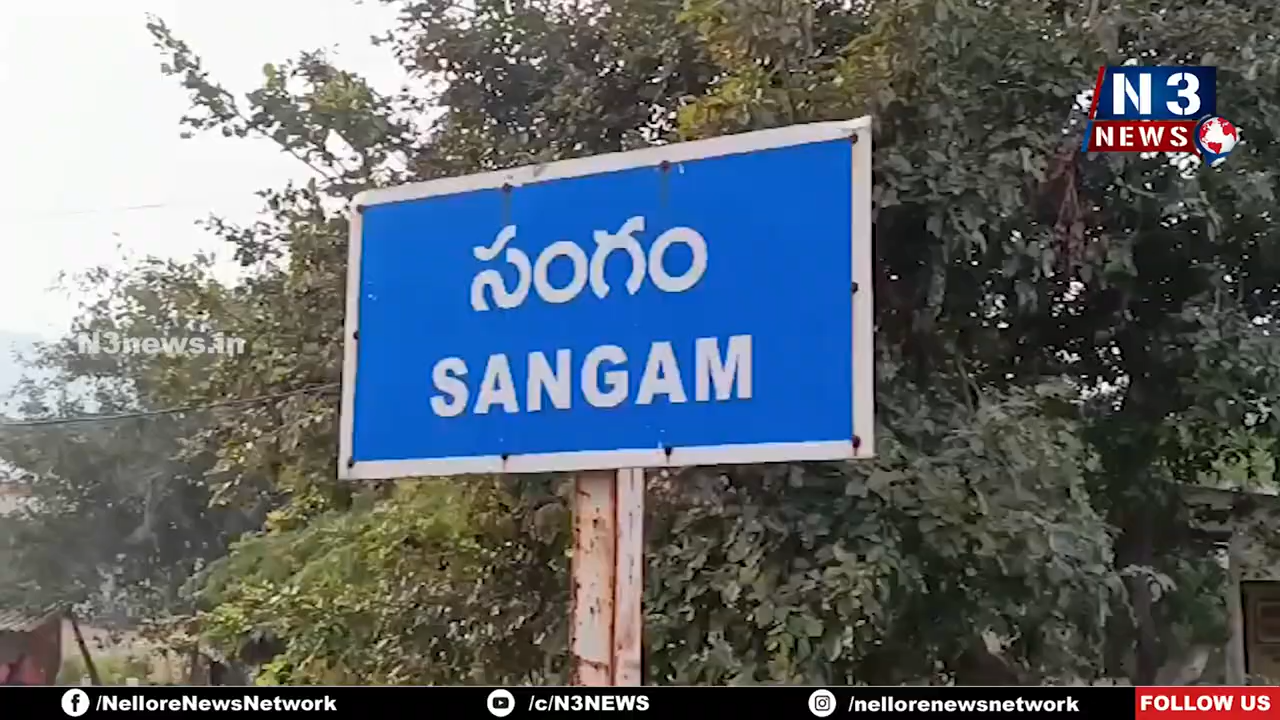 N3
NEWS
సంగం
SANGAM
N3news.in
/NelloreNewsNetwork
/c/N3NEWS
/nellorenewsnetwork
FOLLOW US